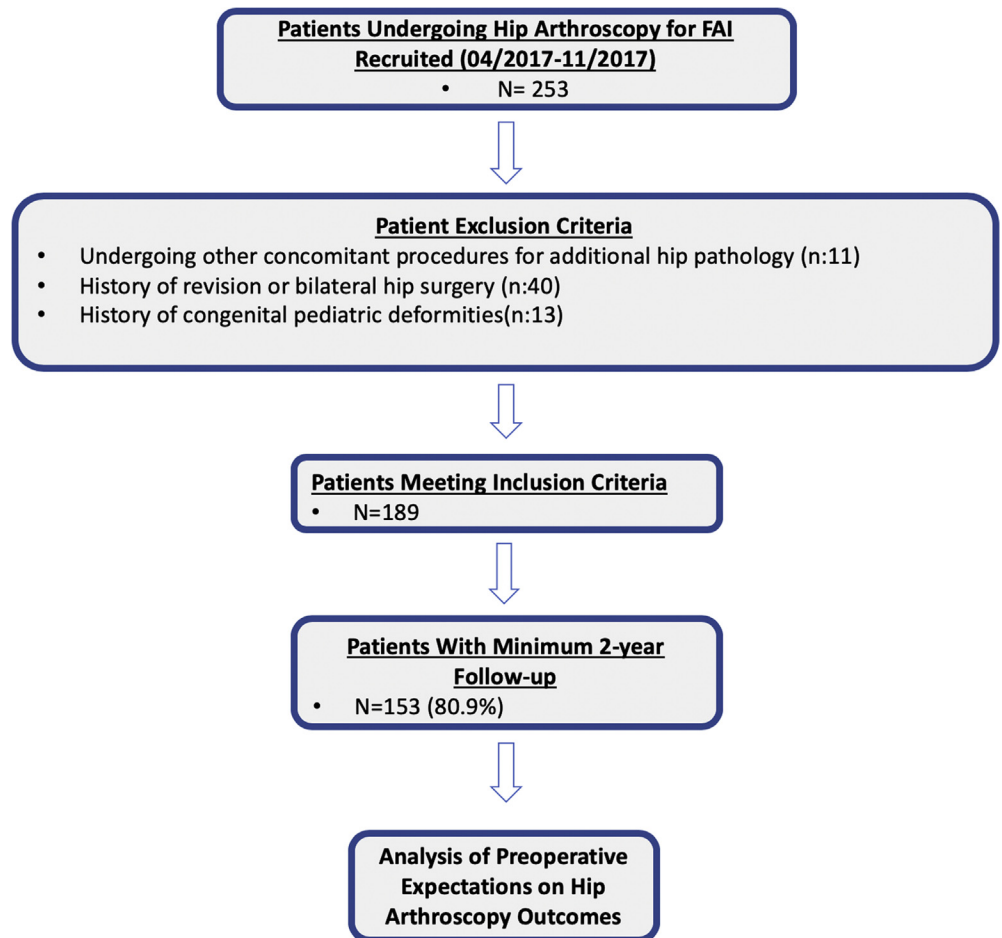 Patients Undergoing Hip Arthroscopy for FAI
Recruited (04/2017-11/2017)
• N= 253
Patient Exclusion Criteria
• Undergoing other concomitant procedures for additional hip pathology (n:11)
• History of revision or bilateral hip surgery (n:40)
• History of congenital pediatric deformities(n:13)
Patients Meeting Inclusion Criteria
• N=189
Patients With Minimum 2-year
Follow-up
• N=153 (80.9%)
Analysis of Preoperative
Expectations on Hip
Arthroscopy Outcomes